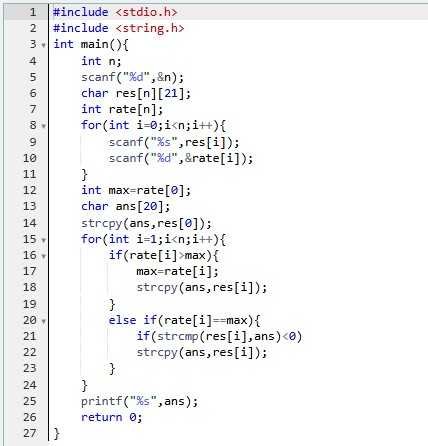 1 #include <stdio.h>
2 #include <string.h>
3 int main(){
4     int n;
5     scanf("%d",&n);
6     char res[n][21];
7     int rate[n];
8     for(int i=0;i<n;i++){
9         scanf("%s",res[i]);
10         scanf("%d",&rate[i]);
11     }
12     int max=rate[0];
13     char ans[20];
14     strcpy(ans,res[0]);
15     for(int i=1;i<n;i++){
16         if(rate[i]>max){
17             max=rate[i];
18             strcpy(ans,res[i]);
19         }
20         else if(rate[i]==max){
21             if(strcmp(res[i],ans)<0)
22             strcpy(ans,res[i]);
23         }
24     }
25     printf("%s",ans);
26     return 0;
27 }